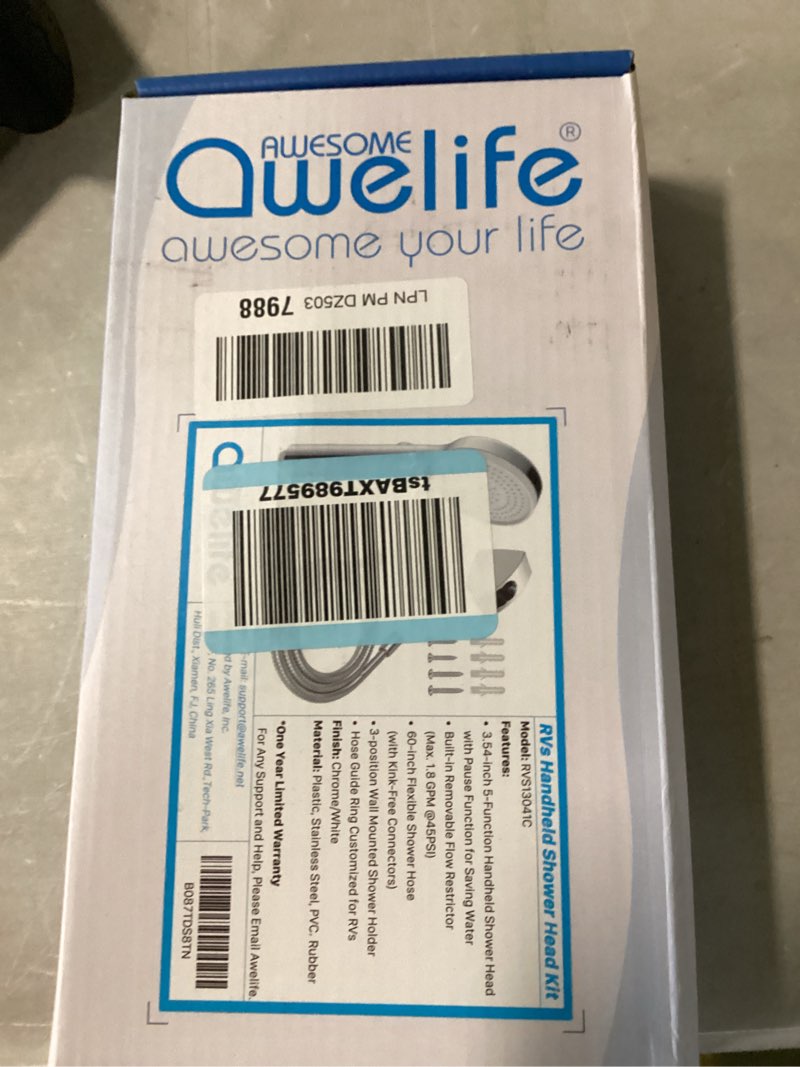 AWESOME
awelife®
awesome your life
LPN PM DZ503 7988
tsBAXT989577
RVs Handheld Shower Head Kit
Model: RVS13041C
Features:
• 3.54-inch 5-Function Handheld Shower Head
with Pause Function for Saving Water
• Built-in Removable Flow Restrictor
(Max. 1.8 GPM @45PSI)
• 60-inch Flexible Shower Hose
(with Kink-Free Connectors)
• 3-position Wall Mounted Shower Holder
• Hose Guide Ring Customized for RVs
Finish: Chrome/White
Material: Plastic, Stainless Steel, PVC, Rubber
*One Year Limited Warranty
For Any Support and Help, Please Email Awelife.
-mail: support@awelife.net
by Awelife, Inc.
No. 265 Ling Xia West Rd., Tech-Park,
Huli Dist., Xiamen, FJ, China
B087TDS8TN